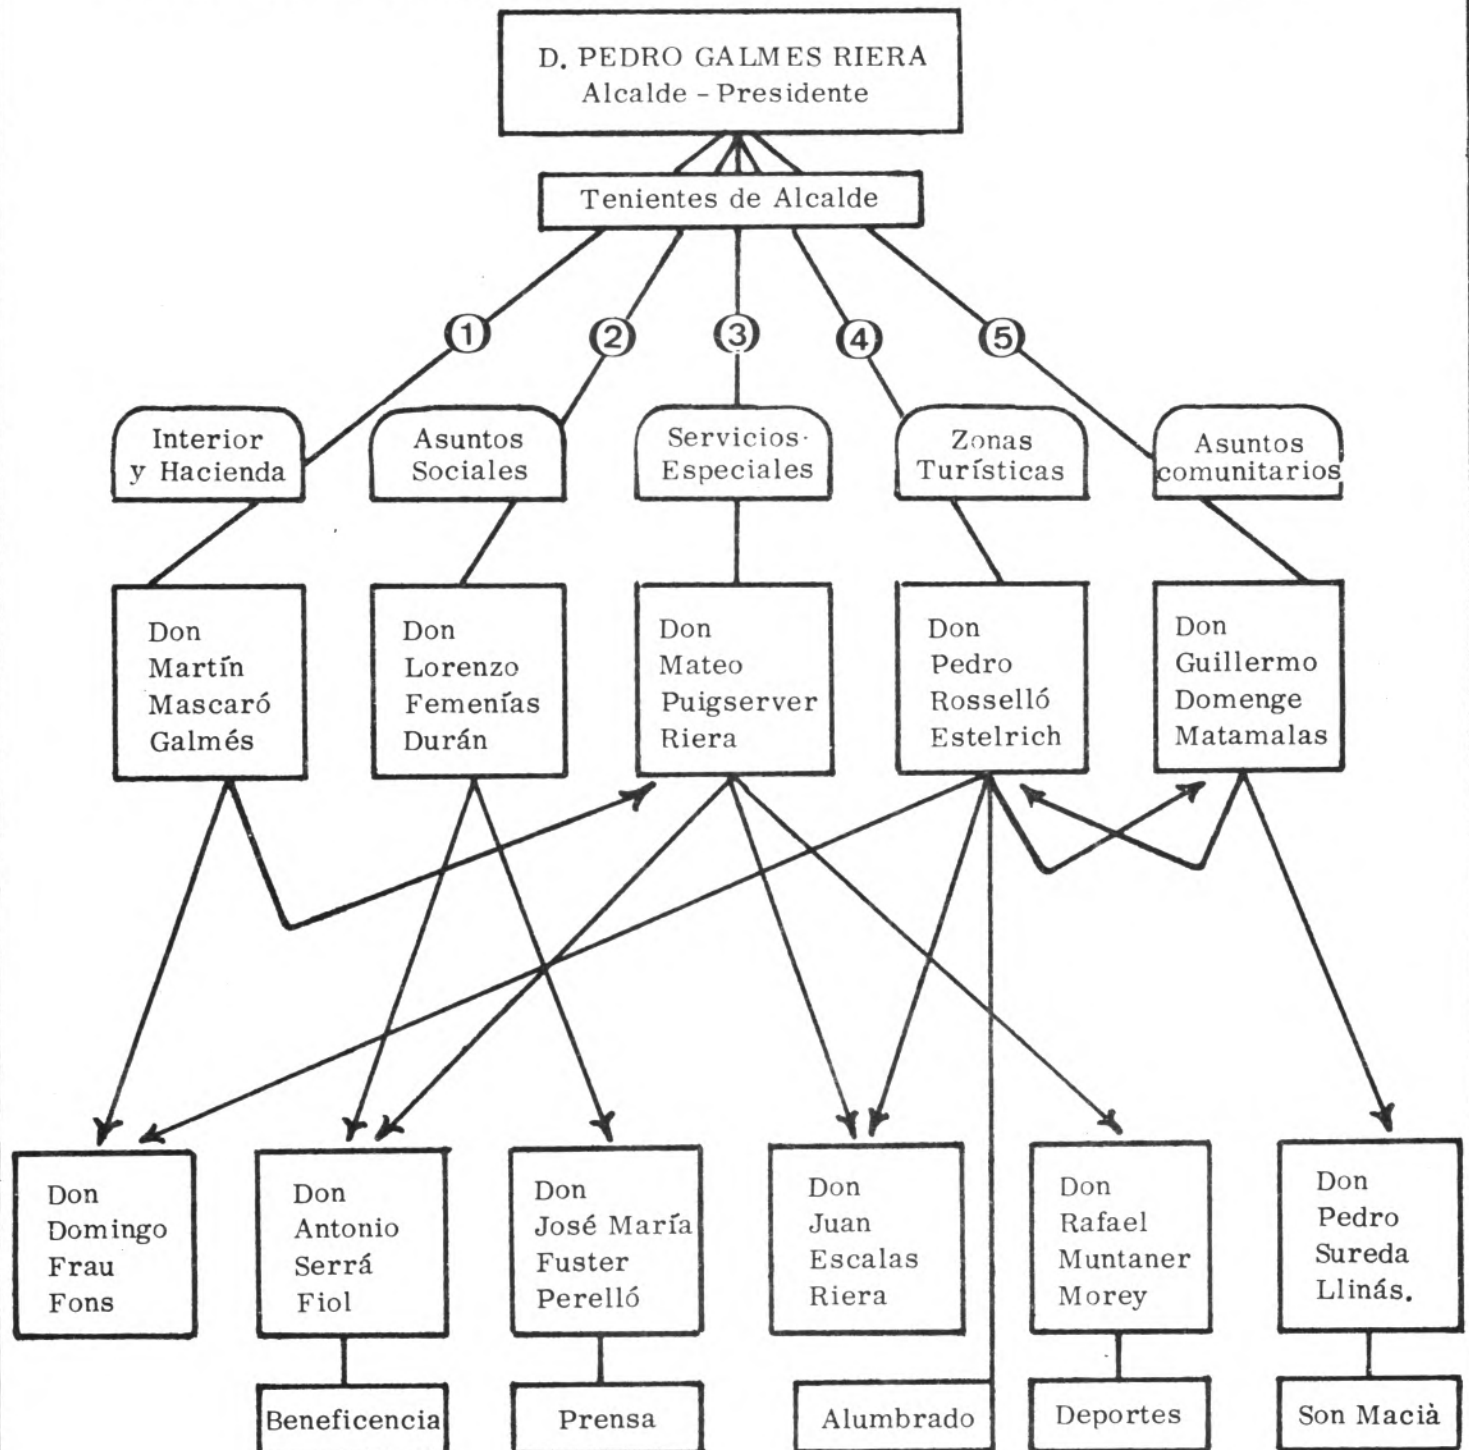 D. PEDRO GALMES RIERA
Alcalde - Presidente
Tenientes de Alcalde
1
2
3
4
5
Interior
y Hacienda
Asuntos
Sociales
Servicios
Especiales
Zonas
Turísticas
Asuntos
comunitarios
Don
Martín
Mascaró
Galmés
Don
Lorenzo
Femenías
Durán
Don
Mateo
Puigserver
Riera
Don
Pedro
Rosselló
Estelrich
Don
Guillermo
Domenge
Matamalas
Don
Domingo
Frau
Fons
Don
Antonio
Serrá
Fiol
Don
José María
Fuster
Perelló
Don
Juan
Escalas
Riera
Don
Rafael
Muntaner
Morey
Don
Pedro
Sureda
Llinás.
Beneficencia
Prensa
Alumbrado
Deportes
Son Macià